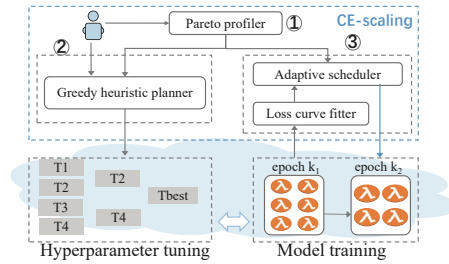 CE-scaling
Pareto profiler
①
②
③
Greedy heuristic planner
Adaptive scheduler
Loss curve fitter
T1
T2
T3
T4
T2
T4
Tbest
epoch k1
epoch k2
λ λ
λ λ
λ λ
λ λ
λ λ
Hyperparameter tuning
Model training